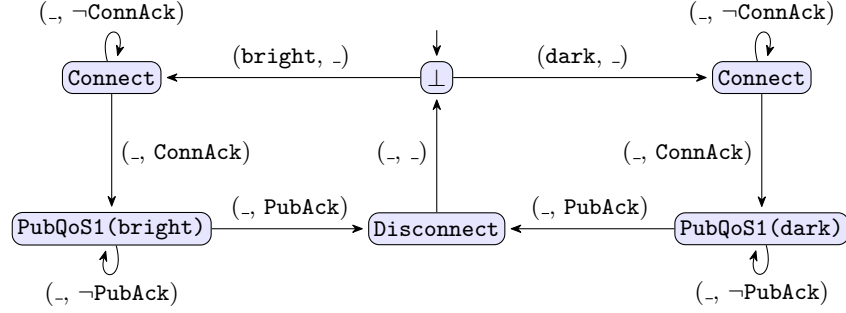 (_, ¬ConnAck) (_, ¬ConnAck)
(bright, _) (dark, _)
Connect ⊥ Connect
(_, ConnAck) (_, _) (_, ConnAck)
(_, PubAck) (_, PubAck)
PubQoS1(bright) Disconnect PubQoS1(dark)
(_, ¬PubAck) (_, ¬PubAck)